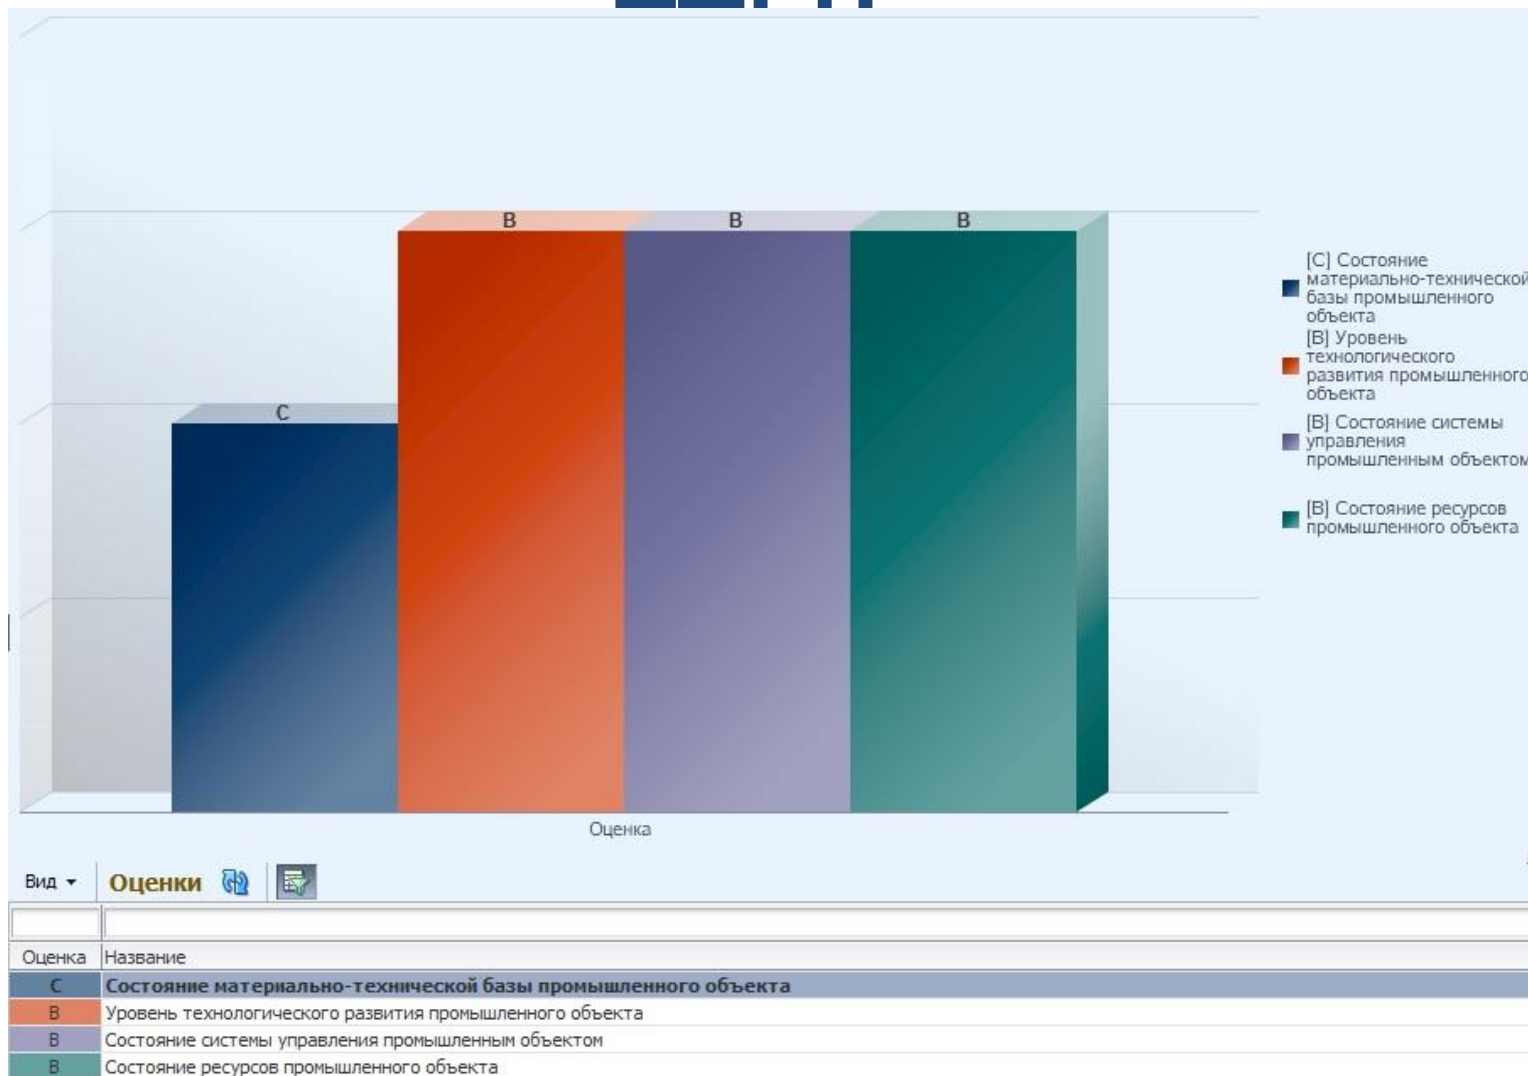 B
B
B
C
[C] Состояние
материально-технической
базы промышленного
объекта
[B] Уровень
технологического
развития промышленного
объекта
[B] Состояние системы
управления
промышленным объектом
[B] Состояние ресурсов
промышленного объекта
Оценка
Вид
Оценки
Оценка Название
C Состояние материально-технической базы промышленного объекта
B Уровень технологического развития промышленного объекта
B Состояние системы управления промышленным объектом
B Состояние ресурсов промышленного объекта